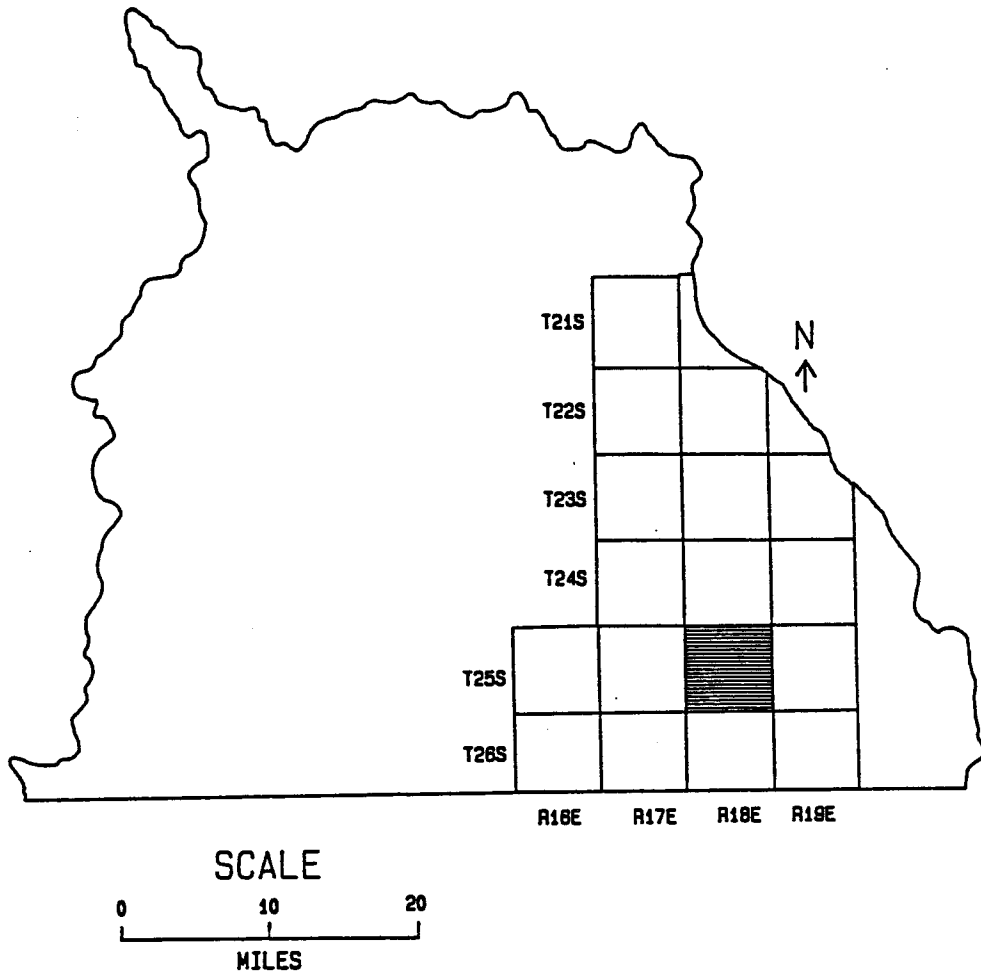 T21S
N
T22S
T23S
T24S
T25S
T26S
R16E R17E R18E R19E
SCALE
0 10 20
MILES